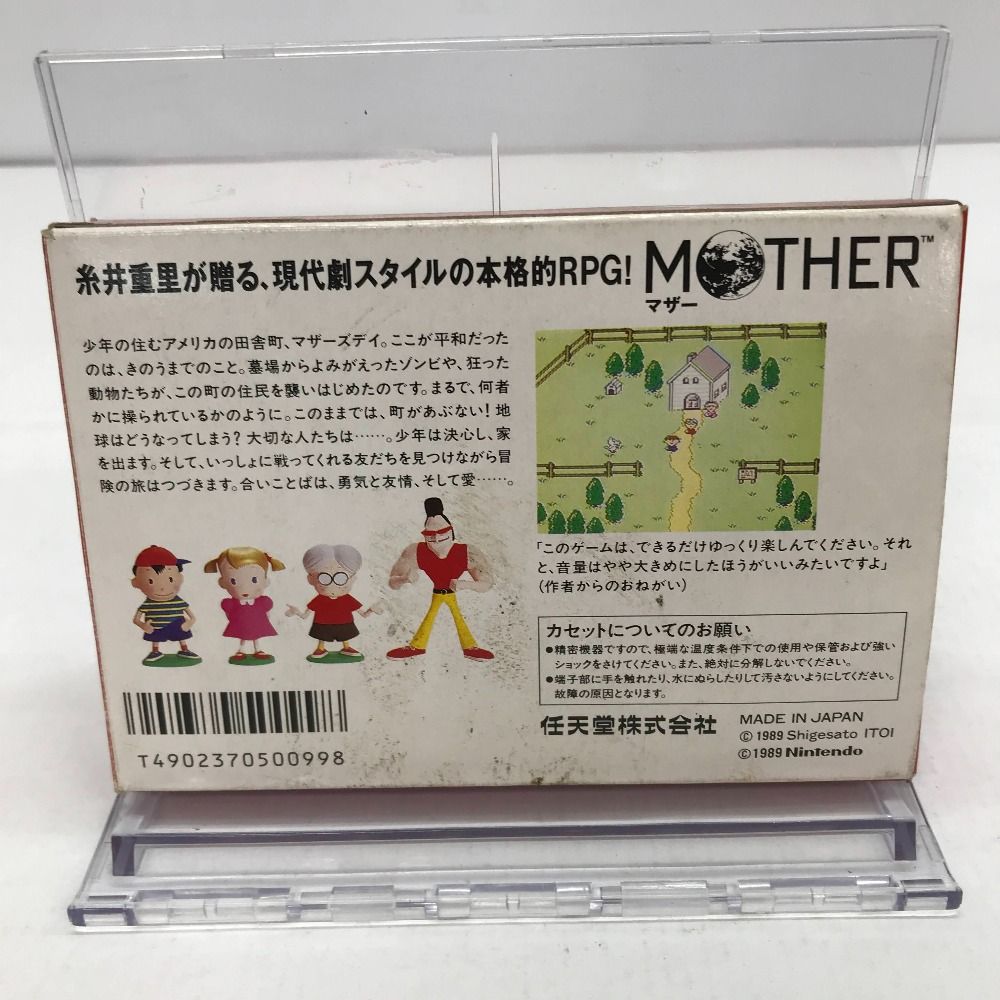 糸井重里が贈る、現代劇スタイルの本格的RPG!
MOTHER™
マザー
少年の住むアメリカの田舎町、マザーズデイ。ここが平和だった
のは、きのうまでのこと。墓場からよみがえったゾンビや、狂った
動物たちが、この町の住民を襲いはじめたのです。まるで、何者
かに操られているかのように。このままでは、町があぶない!地
球はどうなってしまう?大切な人たちは……。少年は決心し、家
を出ます。そして、いっしょに戦ってくれる友だちを見つけながら冒
険の旅はつづきます。合いことばは、勇気と友情、そして愛……。
「このゲームは、できるだけゆっくり楽しんでください。それ
と、音量はやや大きめにしたほうがいいみたいですよ」
(作者からのおねがい)
カセットについてのお願い
●精密機器ですので、極端な温度条件下での使用や保管および強い
ショックをさけてください。また、絶対に分解しないでください。
●端子部に手を触れたり、水にぬらしたりして汚さないようにしてください。
故障の原因となります。
任天堂株式会社
MADE IN JAPAN
©1989 Shigesato ITOI
©1989 Nintendo
T4902370500998